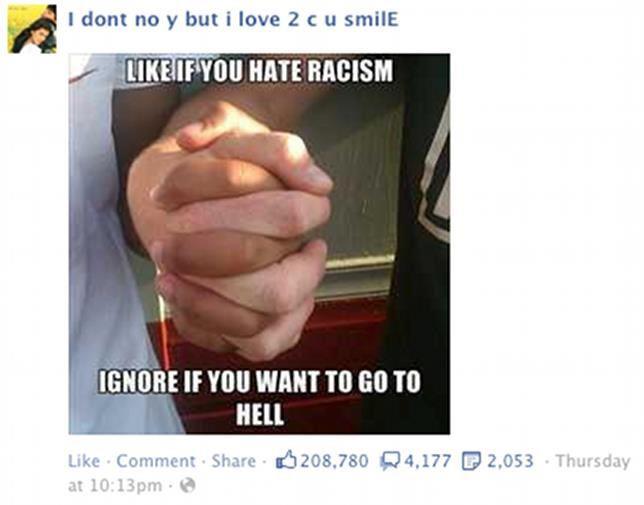 I dont no y but i love 2 c u smilE
LIKE IF YOU HATE RACISM
IGNORE IF YOU WANT TO GO TO
HELL
Like · Comment · Share · 208,780 4,177 2,053 · Thursday
at 10:13pm ·